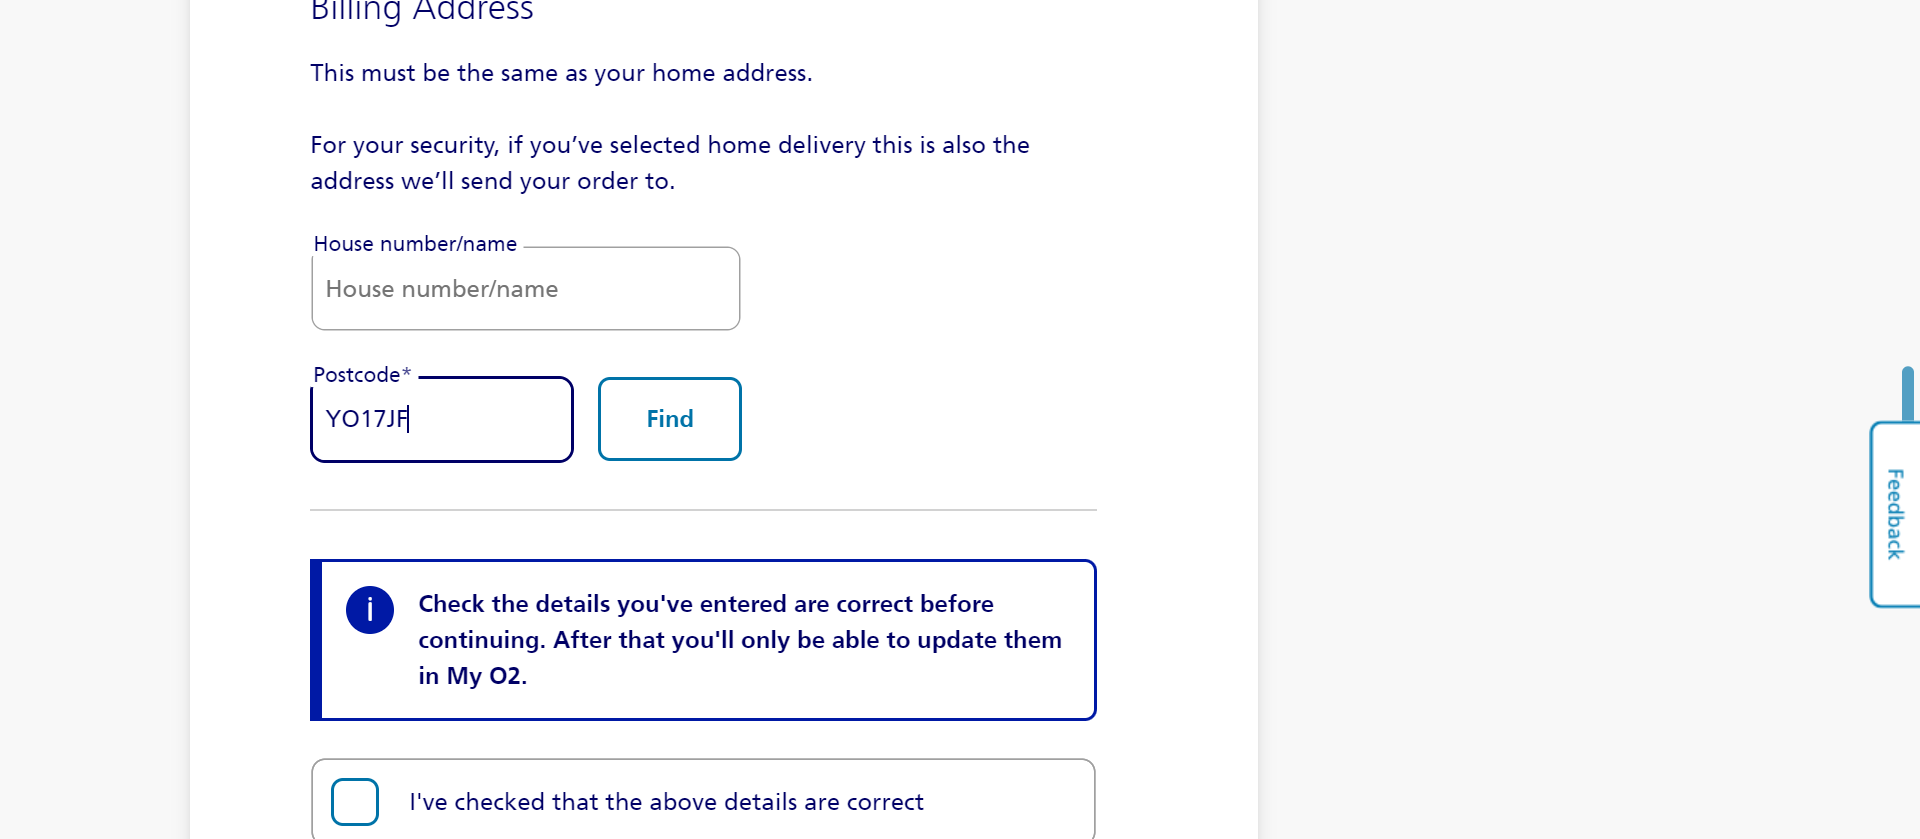 Billing Address
This must be the same as your home address.
For your security, if you’ve selected home delivery this is also the
address we’ll send your order to.
House number/name
House number/name
Postcode*
YO17JF
Find
Feedback
i
Check the details you've entered are correct before
continuing. After that you'll only be able to update them
in My O2.
I've checked that the above details are correct